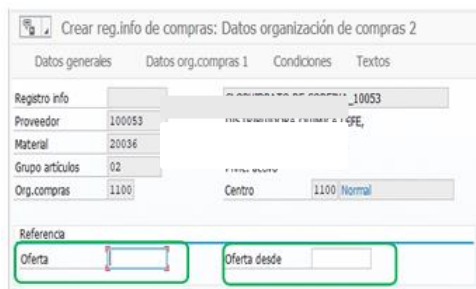 Crear reg.info de compras: Datos organización de compras 2
Datos generales Datos org.compras 1 Condiciones Textos
Registro info _10053
Proveedor 100053
Material 20036
Grupo artículos 02
Org.compras 1100 Centro 1100 Normal
Referencia
Oferta Oferta desde